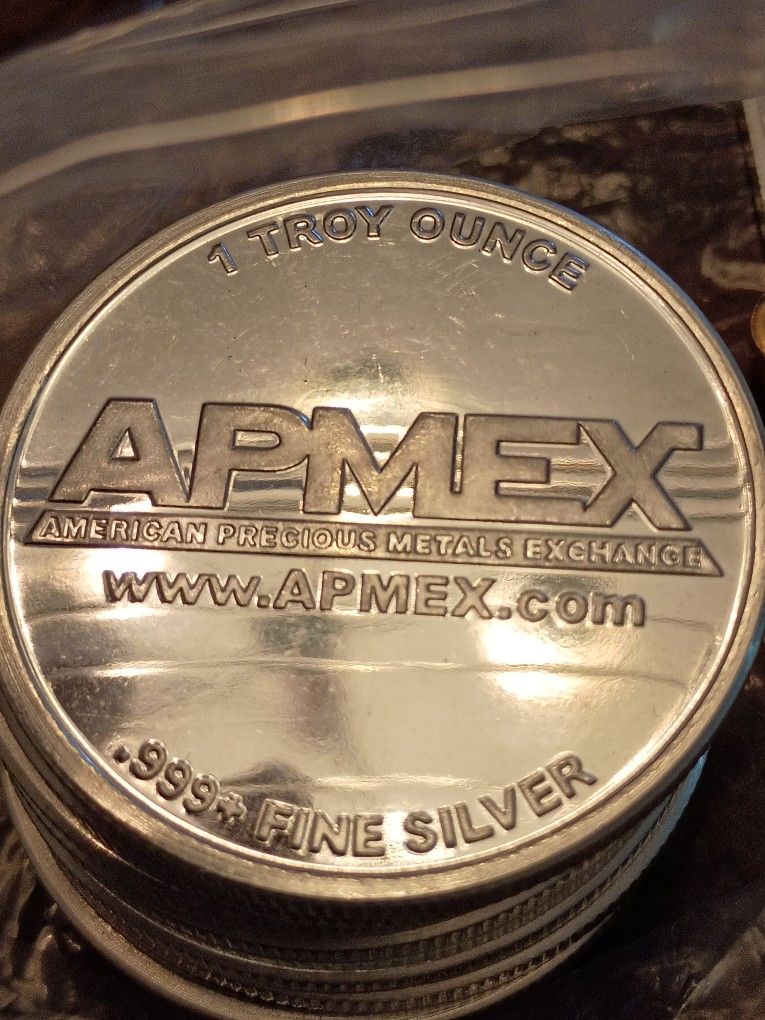 1 TROY OUNCE
APMEX
AMERICAN PRECIOUS METALS EXCHANGE
www.APMEX.com
.999+ FINE SILVER